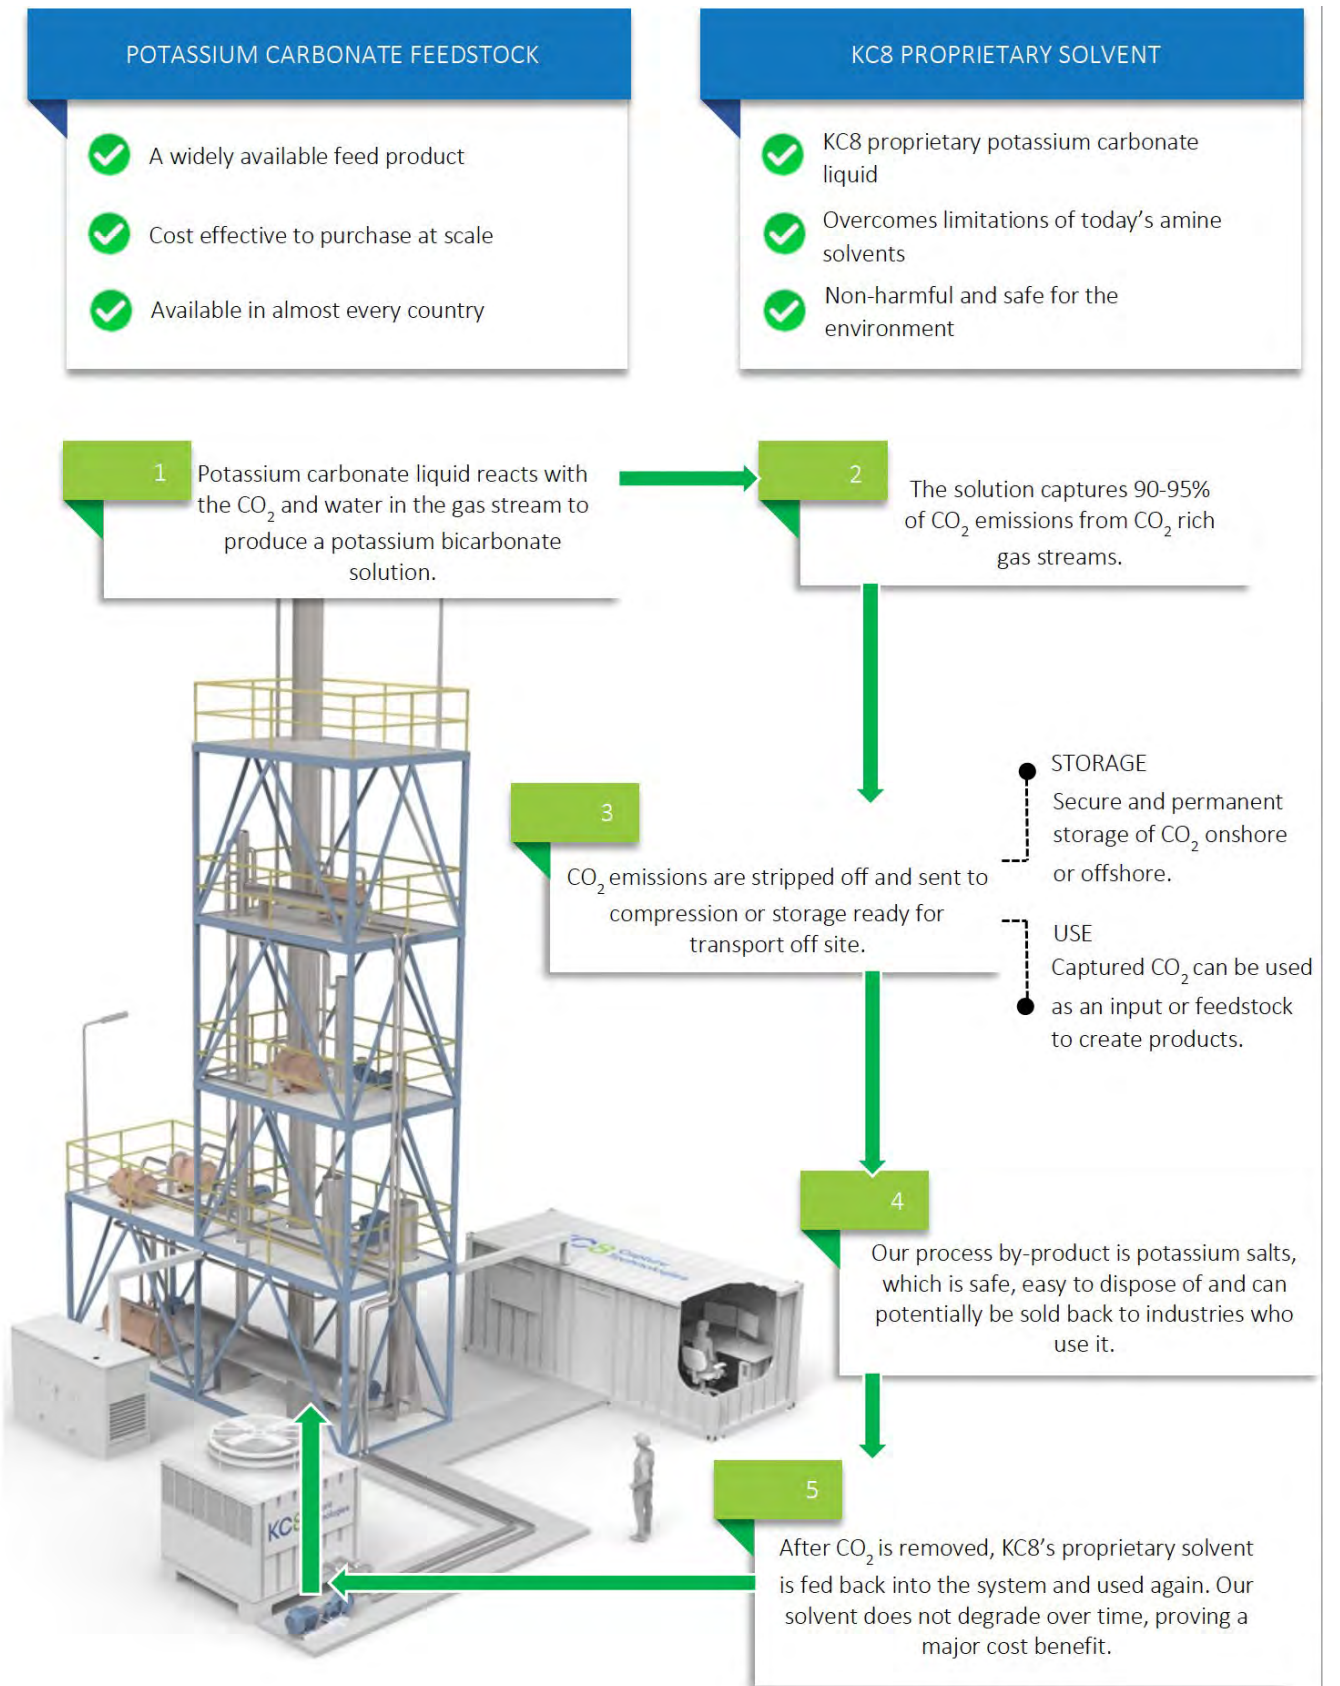 POTASSIUM CARBONATE FEEDSTOCK
A widely available feed product
Cost effective to purchase at scale
Available in almost every country
KC8 PROPRIETARY SOLVENT
KC8 proprietary potassium carbonate
liquid
Overcomes limitations of today's amine
solvents
Non-harmful and safe for the
environment
1
Potassium carbonate liquid reacts with
the CO₂ and water in the gas stream to
produce a potassium bicarbonate
solution.
2
The solution captures 90-95%
of CO₂ emissions from CO₂ rich
gas streams.
3
CO₂ emissions are stripped off and sent to
compression or storage ready for
transport off site.
STORAGE
Secure and permanent
storage of CO₂ onshore
or offshore.
USE
Captured CO₂ can be used
as an input or feedstock
to create products.
4
Our process by-product is potassium salts,
which is safe, easy to dispose of and can
potentially be sold back to industries who
use it.
5
After CO₂ is removed, KC8's proprietary solvent
is fed back into the system and used again. Our
solvent does not degrade over time, proving a
major cost benefit.
C8 Capture
Technologies
KC8